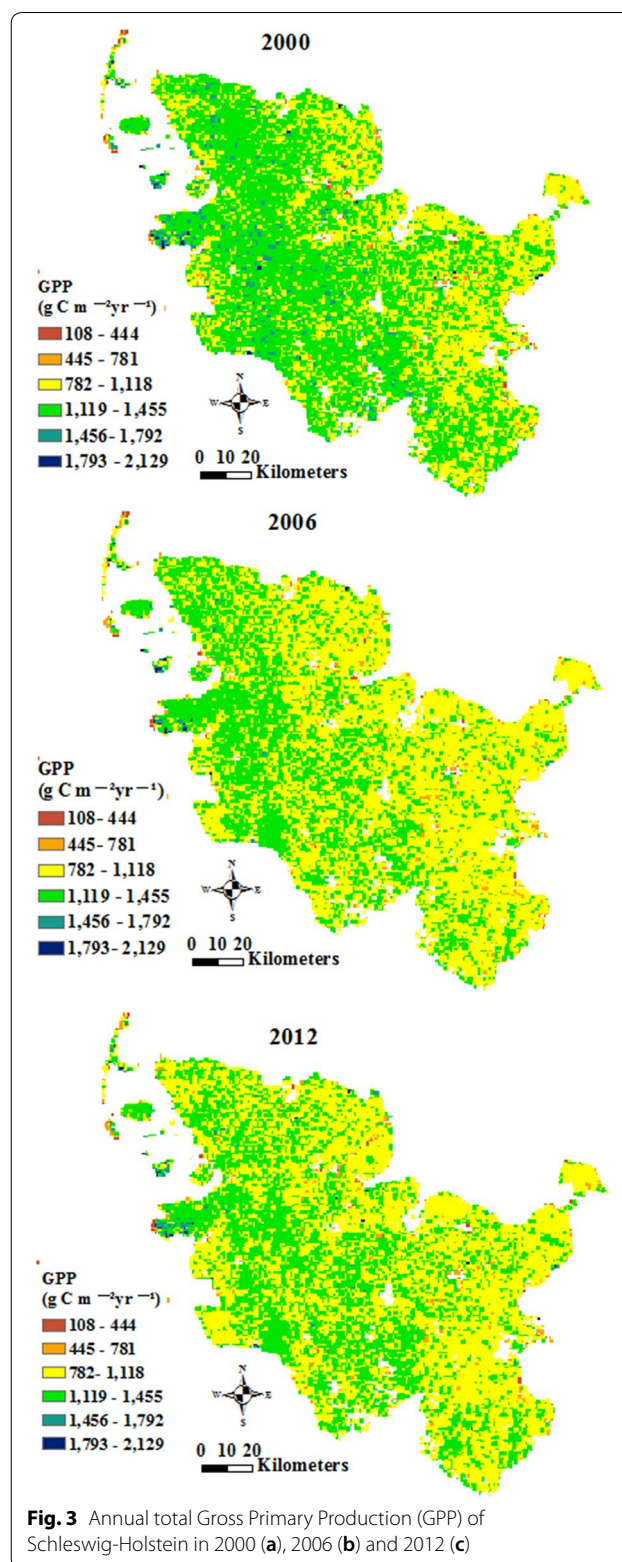 2000
GPP
(g C m −2yr −1)
108 - 444
445 - 781
782 - 1,118
1,119 - 1,455
1,456 - 1,792
1,793 - 2,129
N
W E
S
0 10 20
Kilometers
2006
GPP
(g C m −2yr −1)
108- 444
445- 781
782 - 1,118
1,119 - 1,455
1,456 - 1,792
1,793- 2,129
N
W E
S
0 10 20
Kilometers
2012
GPP
(g C m −2yr −1)
108 - 444
445 - 781
782- 1,118
1,119 - 1,455
1,456 - 1,792
1,793 - 2,129
N
W E
S
0 10 20
Kilometers
Fig. 3 Annual total Gross Primary Production (GPP) of
Schleswig-Holstein in 2000 (a), 2006 (b) and 2012 (c)